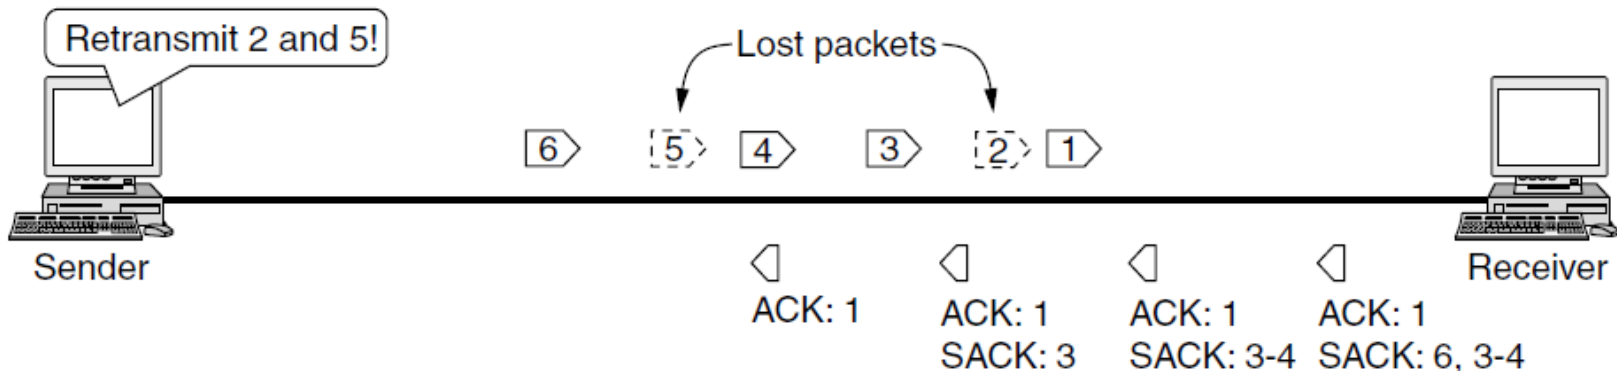 Retransmit 2 and 5!
Lost packets
6
5
4
3
2
1
Sender
Receiver
ACK: 1
ACK: 1
SACK: 3
ACK: 1
SACK: 3-4
ACK: 1
SACK: 6, 3-4